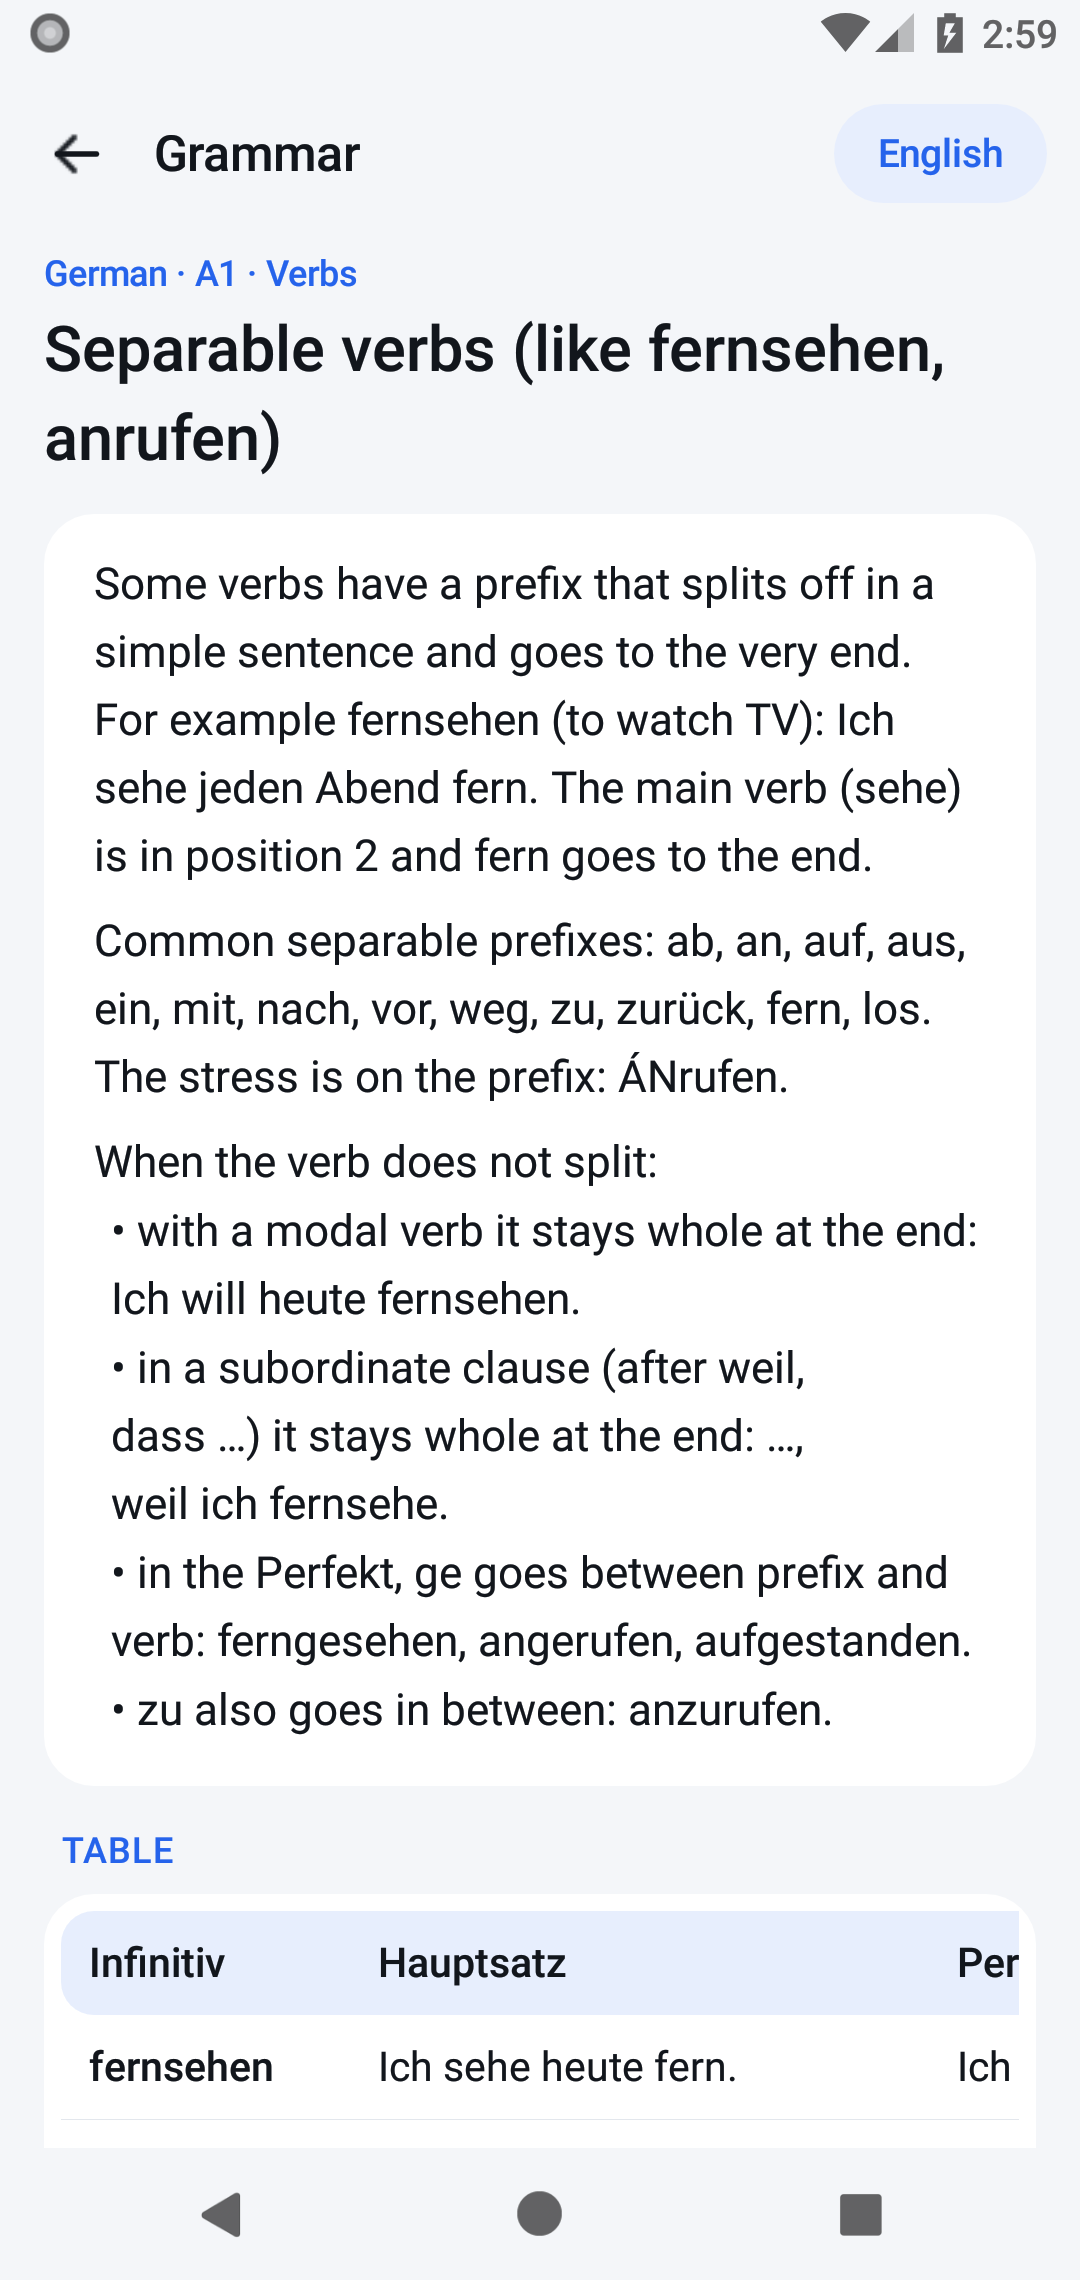 2:59
Grammar
English
German · A1 · Verbs
Separable verbs (like fernsehen,
anrufen)
Some verbs have a prefix that splits off in a
simple sentence and goes to the very end.
For example fernsehen (to watch TV): Ich
sehe jeden Abend fern. The main verb (sehe)
is in position 2 and fern goes to the end.
Common separable prefixes: ab, an, auf, aus,
ein, mit, nach, vor, weg, zu, zurück, fern, los.
The stress is on the prefix: ÁNrufen.
When the verb does not split:
• with a modal verb it stays whole at the end:
Ich will heute fernsehen.
• in a subordinate clause (after weil,
dass …) it stays whole at the end: …,
weil ich fernsehe.
• in the Perfekt, ge goes between prefix and
verb: ferngesehen, angerufen, aufgestanden.
• zu also goes in between: anzurufen.
TABLE
Infinitiv Hauptsatz Per
fernsehen Ich sehe heute fern. Ich